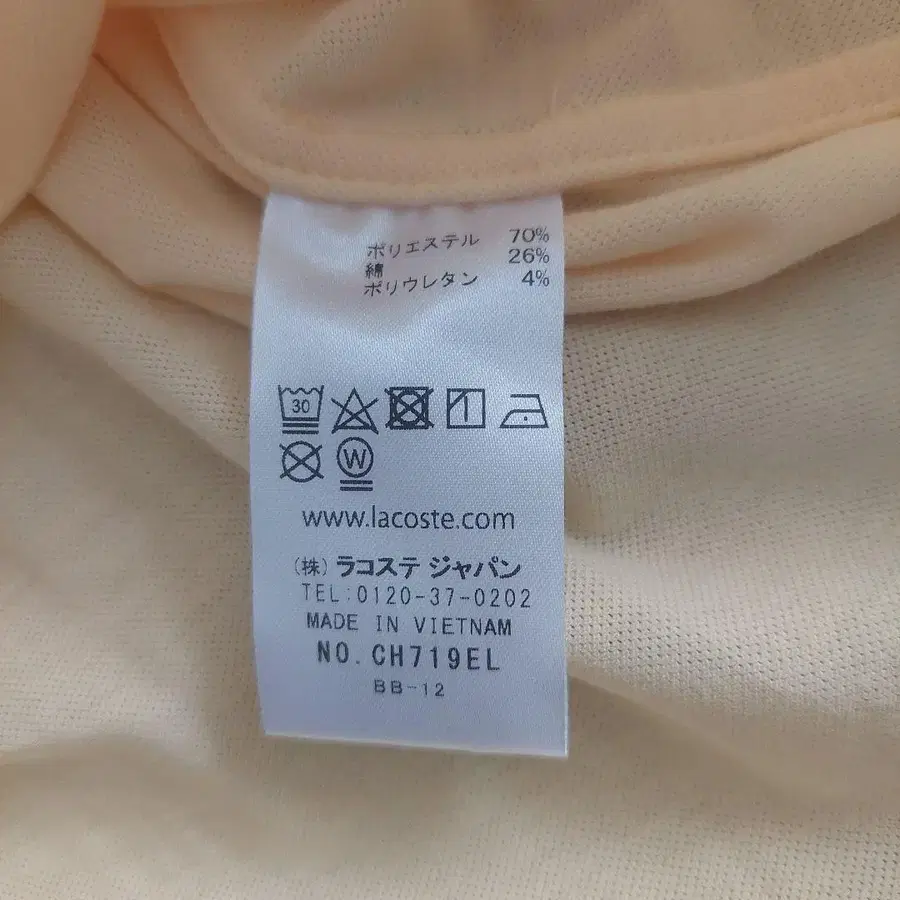 ポリエステル 70%
綿 26%
ポリウレタン 4%
30
W
www.lacoste.com
(株) ラコステ ジャパン
TEL:0120-37-0202
MADE IN VIETNAM
NO. CH719EL
BB-12